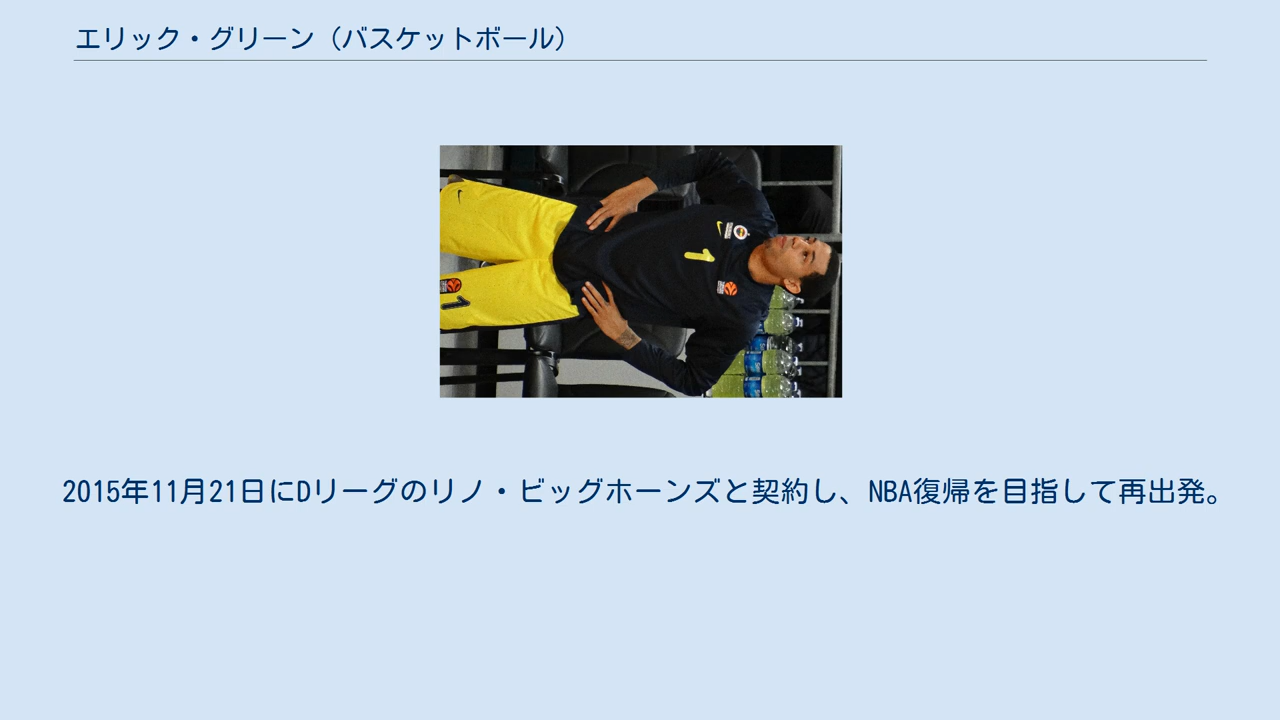 エリック・グリーン（バスケットボール）
1
1
2015年11月21日にDリーグのリノ・ビッグホーンズと契約し、NBA復帰を目指して再出発。